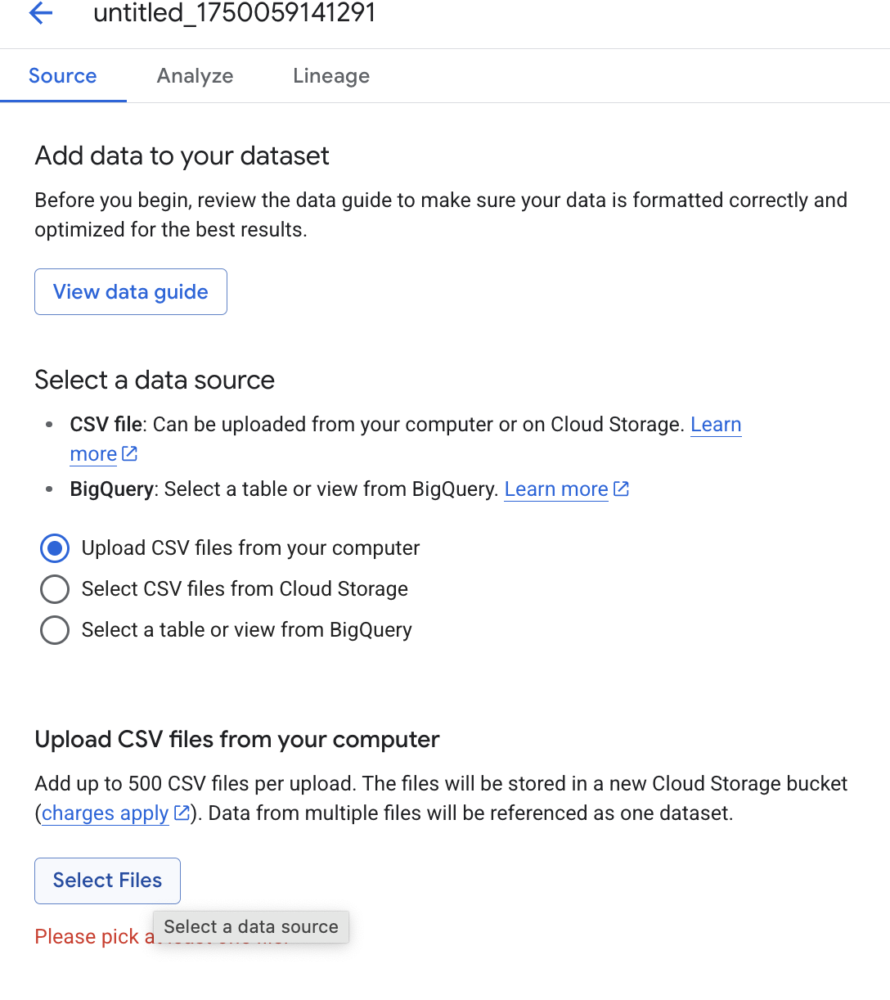 untitled_1750059141291
Source Analyze Lineage
Add data to your dataset
Before you begin, review the data guide to make sure your data is formatted correctly and
optimized for the best results.
View data guide
Select a data source
• CSV file: Can be uploaded from your computer or on Cloud Storage. Learn
more
• BigQuery: Select a table or view from BigQuery. Learn more
Upload CSV files from your computer
Select CSV files from Cloud Storage
Select a table or view from BigQuery
Upload CSV files from your computer
Add up to 500 CSV files per upload. The files will be stored in a new Cloud Storage bucket
(charges apply). Data from multiple files will be referenced as one dataset.
Select Files
Select a data source
Please pick